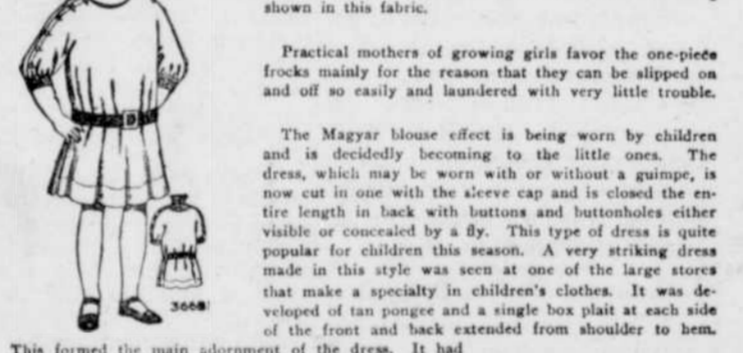 shown in this fabric.
Practical mothers of growing girls favor the one-piece
frocks mainly for the reason that they can be slipped on
and off so easily and laundered with very little trouble.
The Magyar blouse effect is being worn by children
and is decidedly becoming to the little ones. The
dress, which may be worn with or without a guimpe, is
now cut in one with the sleeve cap and is closed the en-
tire length in back with buttons and buttonholes either
visible or concealed by a fly. This type of dress is quite
popular for children this season. A very striking dress
made in this style was seen at one of the large stores
that make a specialty in children's clothes. It was de-
veloped of tan pongee and a single box plait at each side
of the front and back extended from shoulder to hem.
This formed the main adornment of the dress. It had